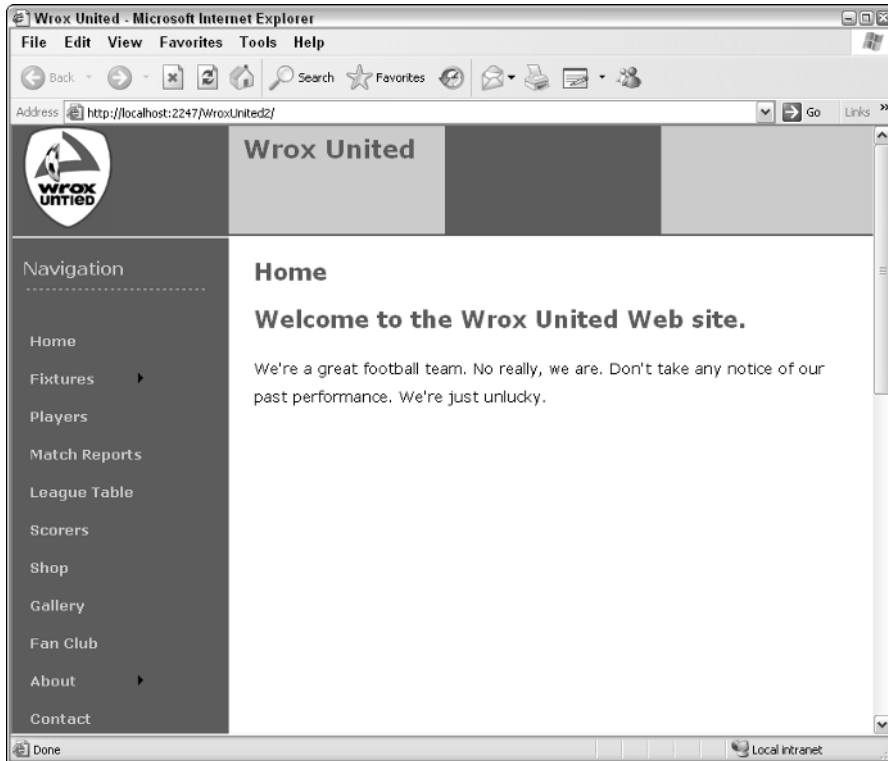 Wrox United - Microsoft Internet Explorer
File Edit View Favorites Tools Help
Back Search Favorites
Address http://localhost:2247/WroxUnited2/ Go Links »
wrox
UNTIED
Wrox United
Navigation
Home
Fixtures
Players
Match Reports
League Table
Scorers
Shop
Gallery
Fan Club
About
Contact
Home
Welcome to the Wrox United Web site.
We're a great football team. No really, we are. Don't take any notice of our
past performance. We're just unlucky.
Done Local intranet